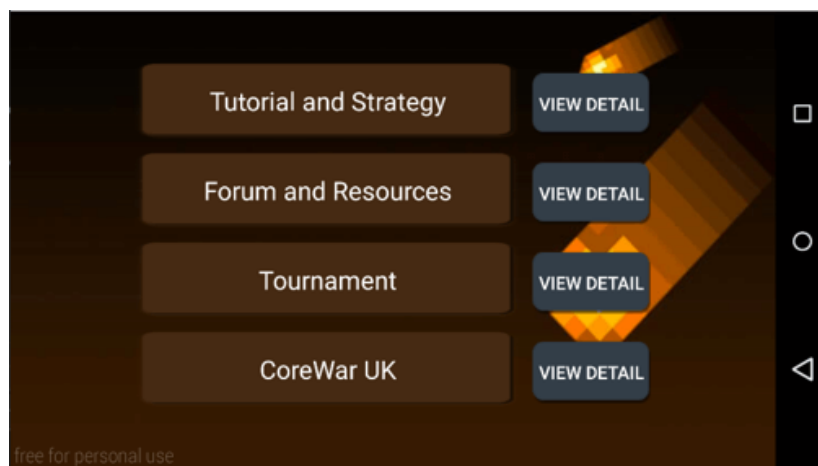 Tutorial and Strategy VIEW DETAIL
Forum and Resources VIEW DETAIL
Tournament VIEW DETAIL
CoreWar UK VIEW DETAIL
free for personal use